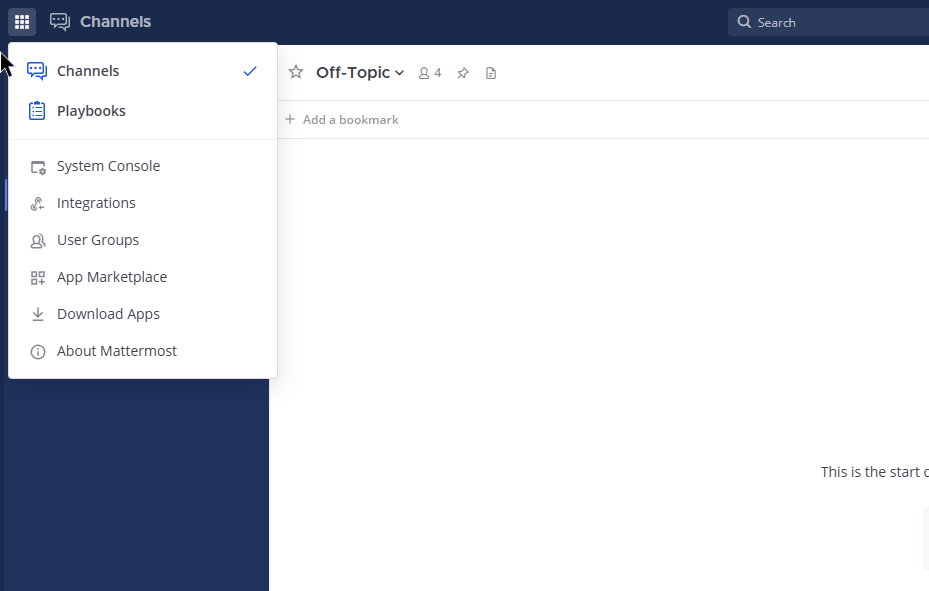 Channels
Search
Channels
Playbooks
System Console
Integrations
User Groups
App Marketplace
Download Apps
About Mattermost
Off-Topic
4
Add a bookmark
This is the start